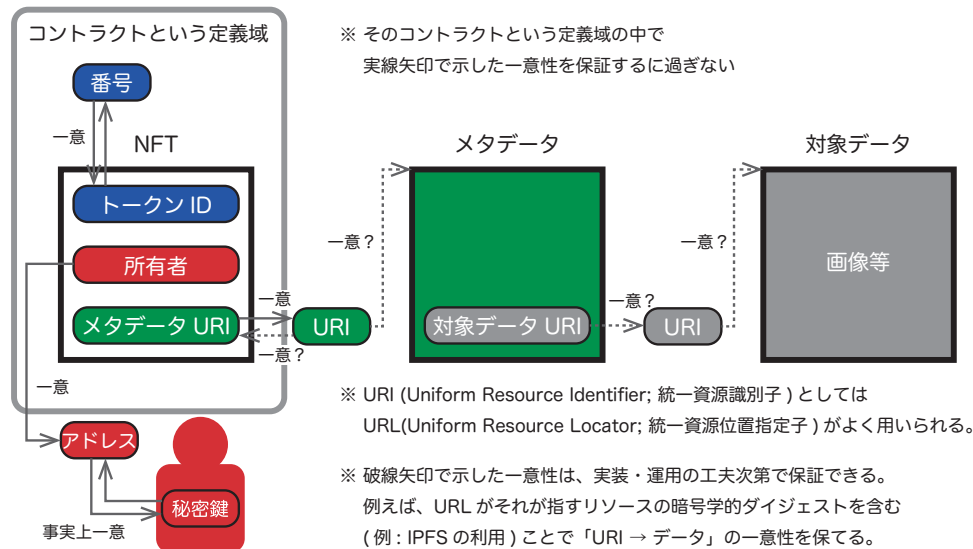 コントラクトという定義域
※ そのコントラクトという定義域の中で
実線矢印で示した一意性を保証するに過ぎない
番号
一意
NFT
メタデータ
対象データ
トークン ID
一意？
一意？
所有者
画像等
一意
一意？
メタデータ URI
URI
対象データ URI
URI
一意？
一意
※ URI (Uniform Resource Identifier; 統一資源識別子 ) としては
URL(Uniform Resource Locator; 統一資源位置指定子 ) がよく用いられる。
アドレス
※ 破線矢印で示した一意性は、実装・運用の工夫次第で保証できる。
秘密鍵
例えば、URL がそれが指すリソースの暗号学的ダイジェストを含む
事実上一意
( 例 : IPFS の利用 ) ことで「URI → データ」の一意性を保てる。